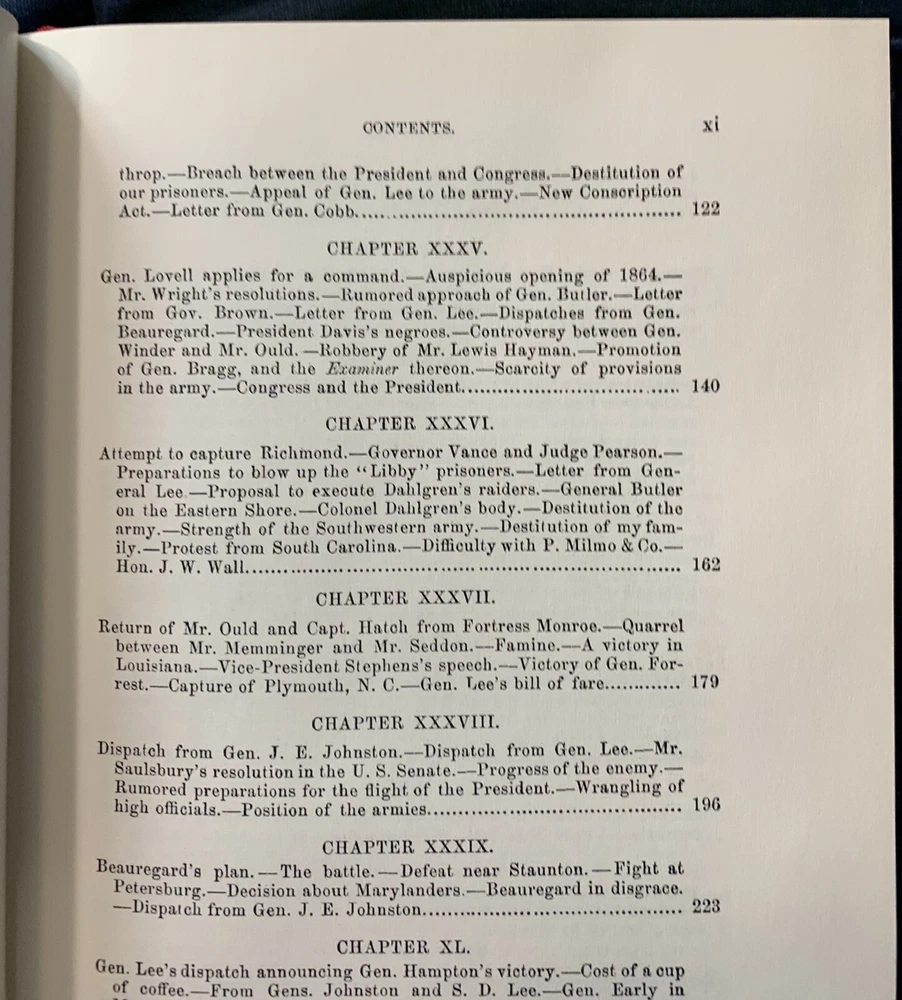 CONTENTS. xi
throp.—Breach between the President and Congress.—Destitution of
our prisoners.—Appeal of Gen. Lee to the army.—New Conscription
Act.—Letter from Gen. Cobb.................................................. 122
CHAPTER XXXV.
Gen. Lovell applies for a command.—Auspicious opening of 1864.—
Mr. Wright's resolutions.—Rumored approach of Gen. Butler.—Letter
from Gov. Brown.—Letter from Gen. Lee.—Dispatches from Gen.
Beauregard.—President Davis's negroes.—Controversy between Gen.
Winder and Mr. Ould.—Robbery of Mr. Lewis Hayman.—Promotion
of Gen. Bragg, and the Examiner thereon.—Scarcity of provisions
in the army.—Congress and the President.................................. 140
CHAPTER XXXVI.
Attempt to capture Richmond.—Governor Vance and Judge Pearson.—
Preparations to blow up the "Libby" prisoners.—Letter from Gen-
eral Lee.—Proposal to execute Dahlgren's raiders.—General Butler
on the Eastern Shore.—Colonel Dahlgren's body.—Destitution of the
army.—Strength of the Southwestern army.—Destitution of my fam-
ily.—Protest from South Carolina.—Difficulty with P. Milmo & Co.—
Hon. J. W. Wall.................................................................. 162
CHAPTER XXXVII.
Return of Mr. Ould and Capt. Hatch from Fortress Monroe.—Quarrel
between Mr. Memminger and Mr. Seddon.—Famine.—A victory in
Louisiana.—Vice-President Stephens's speech.—Victory of Gen. For-
rest.—Capture of Plymouth, N. C.—Gen. Lee's bill of fare............. 179
CHAPTER XXXVIII.
Dispatch from Gen. J. E. Johnston.—Dispatch from Gen. Lee.—Mr.
Saulsbury's resolution in the U. S. Senate.—Progress of the enemy.—
Rumored preparations for the flight of the President.—Wrangling of
high officials.—Position of the armies....................................... 196
CHAPTER XXXIX.
Beauregard's plan.—The battle.—Defeat near Staunton.—Fight at
Petersburg.—Decision about Marylanders.—Beauregard in disgrace.
—Dispatch from Gen. J. E. Johnston........................................ 223
CHAPTER XL.
Gen. Lee's dispatch announcing Gen. Hampton's victory.—Cost of a cup
of coffee.—From Gens. Johnston and S. D. Lee.—Gen. Early in